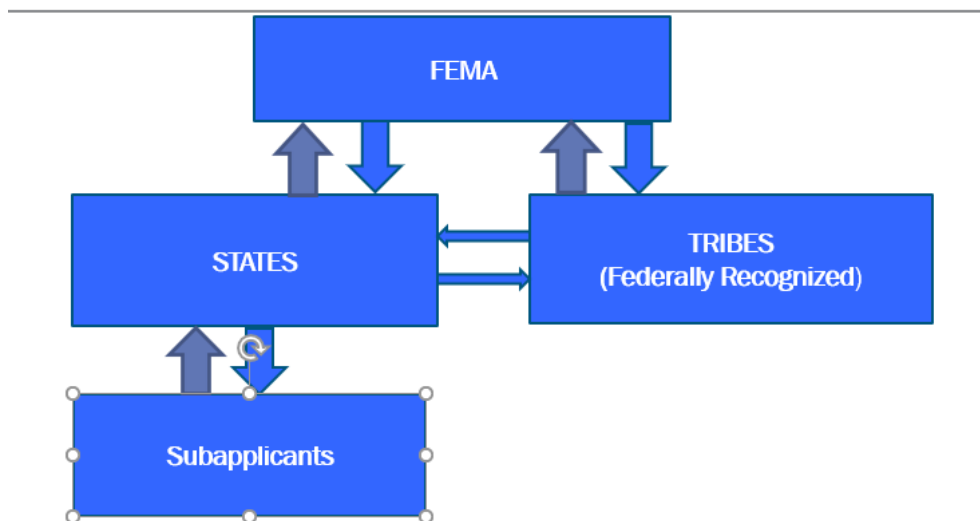 FEMA
STATES
TRIBES
(Federally Recognized)
Subapplicants